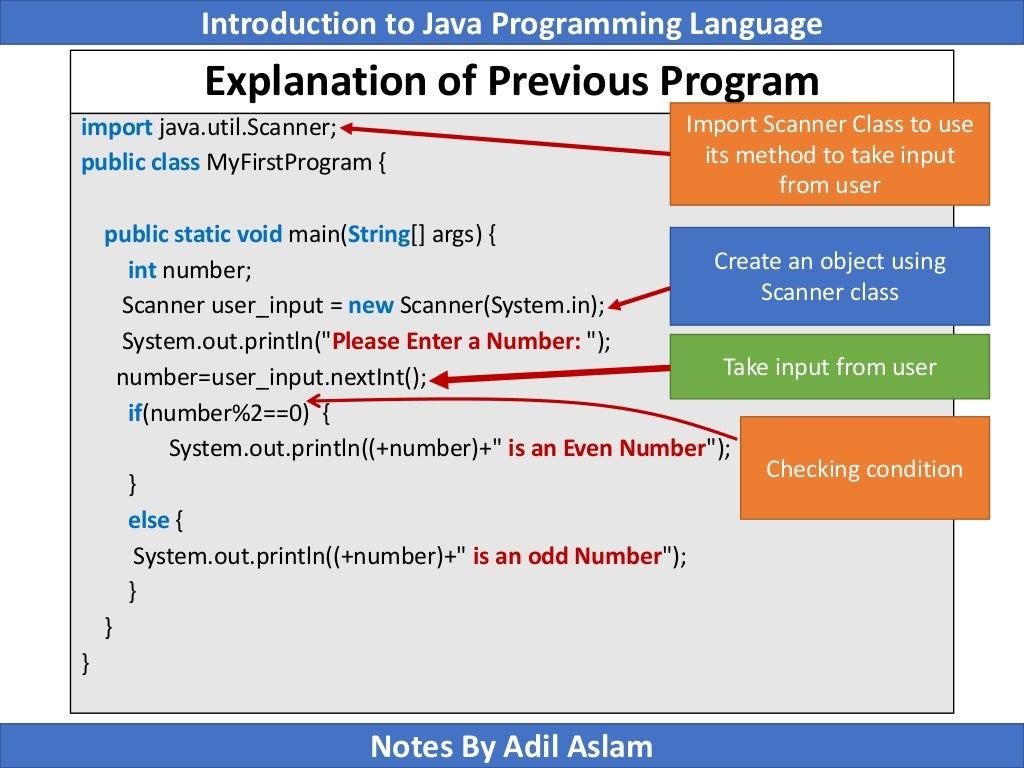 Introduction to Java Programming Language
Explanation of Previous Program
import java.util.Scanner;
public class MyFirstProgram {
public static void main(String[] args) {
int number;
Scanner user_input = new Scanner(System.in);
System.out.println("Please Enter a Number: ");
number=user_input.nextInt();
if(number%2==0) {
System.out.println((+number)+" is an Even Number");
}
else {
System.out.println((+number)+" is an odd Number");
}
}
}
Import Scanner Class to use
its method to take input
from user
Create an object using
Scanner class
Take input from user
Checking condition
Notes By Adil Aslam